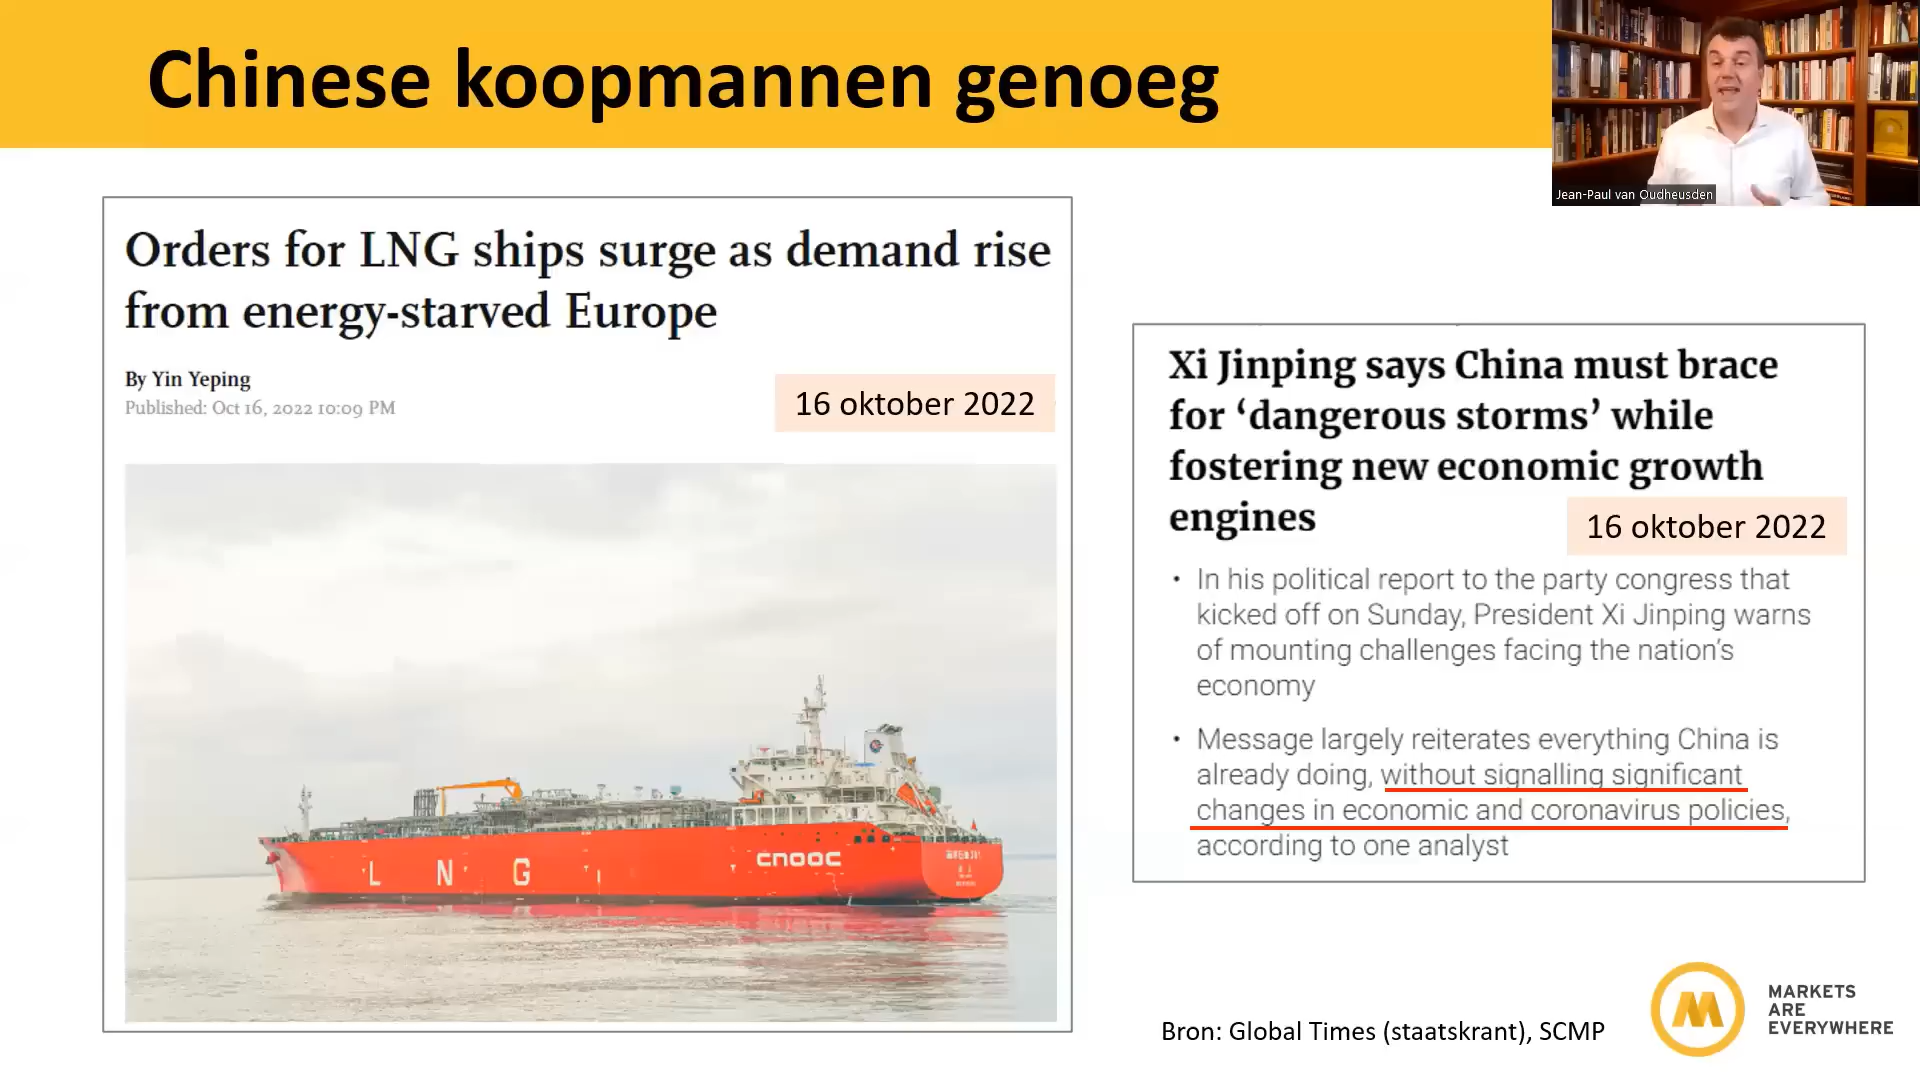 Chinese koopmannen genoeg
Jean-Paul van Oudheusden
Orders for LNG ships surge as demand rise
from energy-starved Europe
By Yin Yeping
Published: Oct 16, 2022 10:09 PM
16 oktober 2022
L N G
cnooc
Xi Jinping says China must brace
for ‘dangerous storms’ while
fostering new economic growth
engines
16 oktober 2022
• In his political report to the party congress that
kicked off on Sunday, President Xi Jinping warns
of mounting challenges facing the nation’s
economy
• Message largely reiterates everything China is
already doing, without signalling significant
changes in economic and coronavirus policies,
according to one analyst
Bron: Global Times (staatskrant), SCMP
MARKETS
ARE
EVERYWHERE